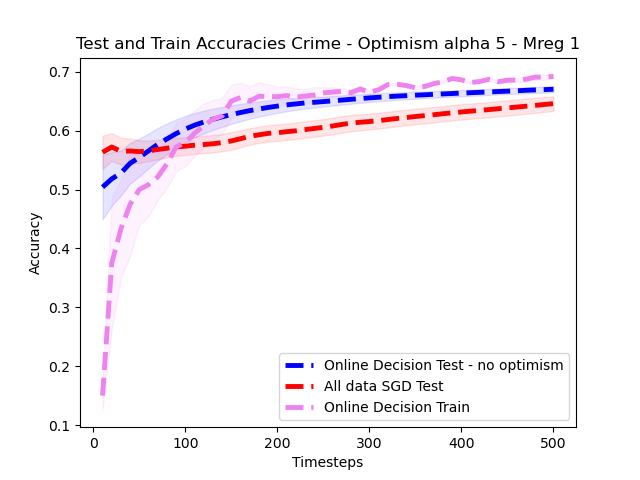 Test and Train Accuracies Crime - Optimism alpha 5 - Mreg 1
0.7
0.6
0.5
0.4
0.3
0.2
0.1
Accuracy
Online Decision Test - no optimism
All data SGD Test
Online Decision Train
0 100 200 300 400 500
Timesteps